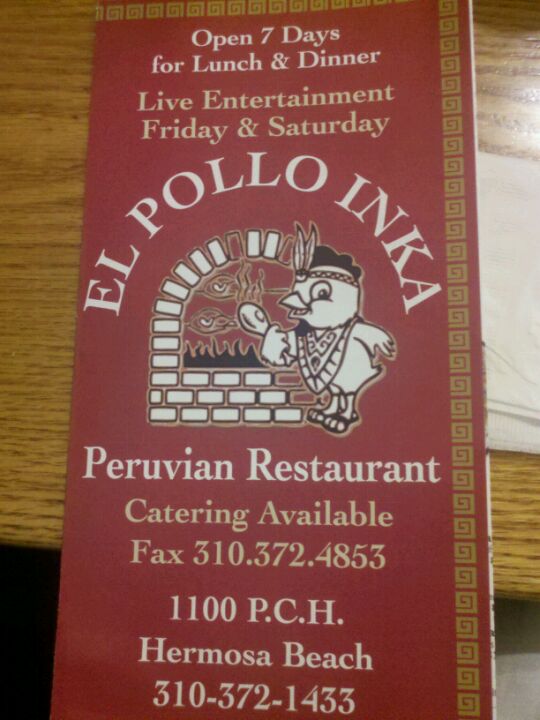 Open 7 Days
for Lunch & Dinner
Live Entertainment
Friday & Saturday
EL POLLO INKA
Peruvian Restaurant
Catering Available
Fax 310.372.4853
1100 P.C.H.
Hermosa Beach
310-372-1433